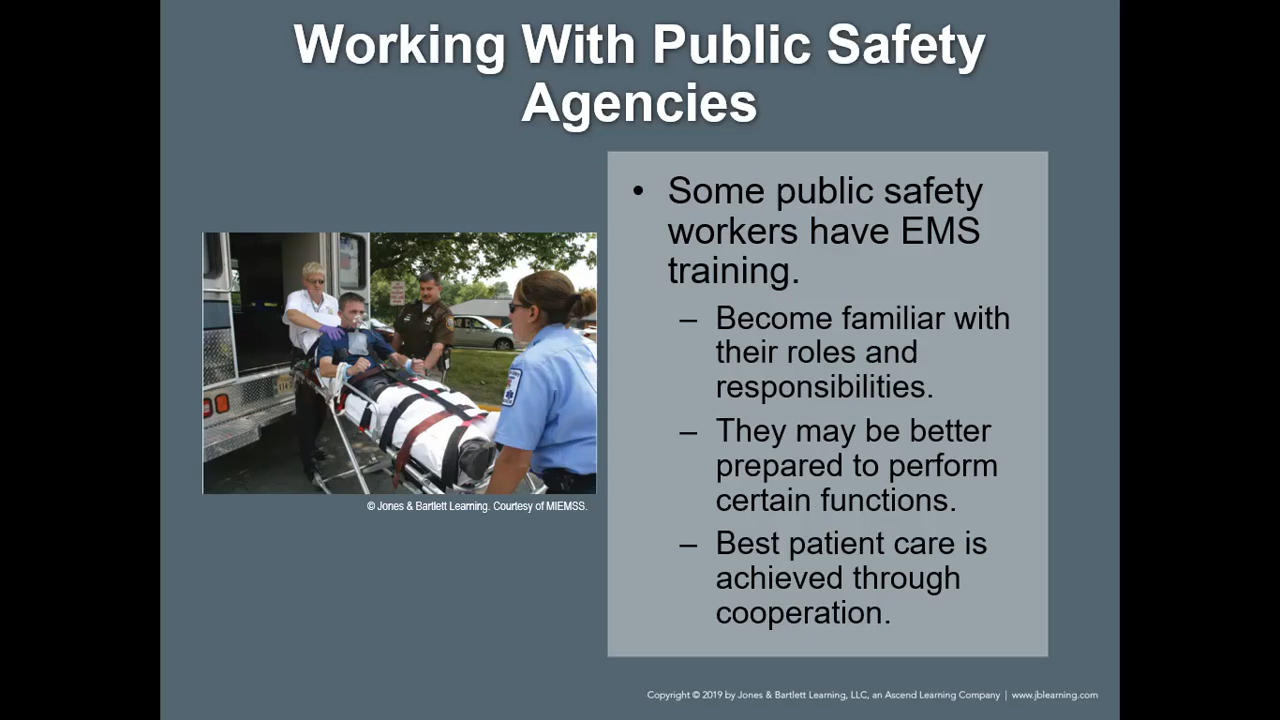 Working With Public Safety
Agencies
• Some public safety
workers have EMS
training.
– Become familiar with
their roles and
responsibilities.
– They may be better
prepared to perform
certain functions.
– Best patient care is
achieved through
cooperation.
© Jones & Bartlett Learning. Courtesy of MIEMSS.
Copyright © 2019 by Jones & Bartlett Learning, LLC, an Ascend Learning Company | www.jblearning.com